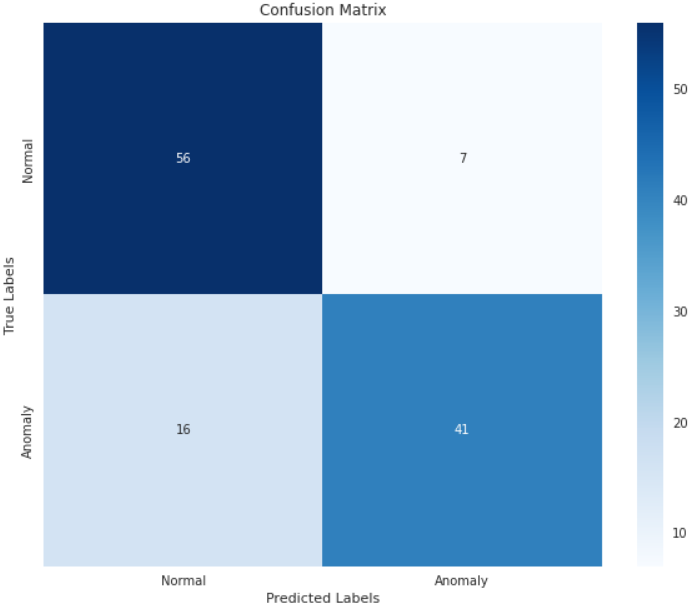 Confusion Matrix
Normal
56
7
50
40
30
20
10
True Labels
Anomaly
16
41
Normal
Anomaly
Predicted Labels